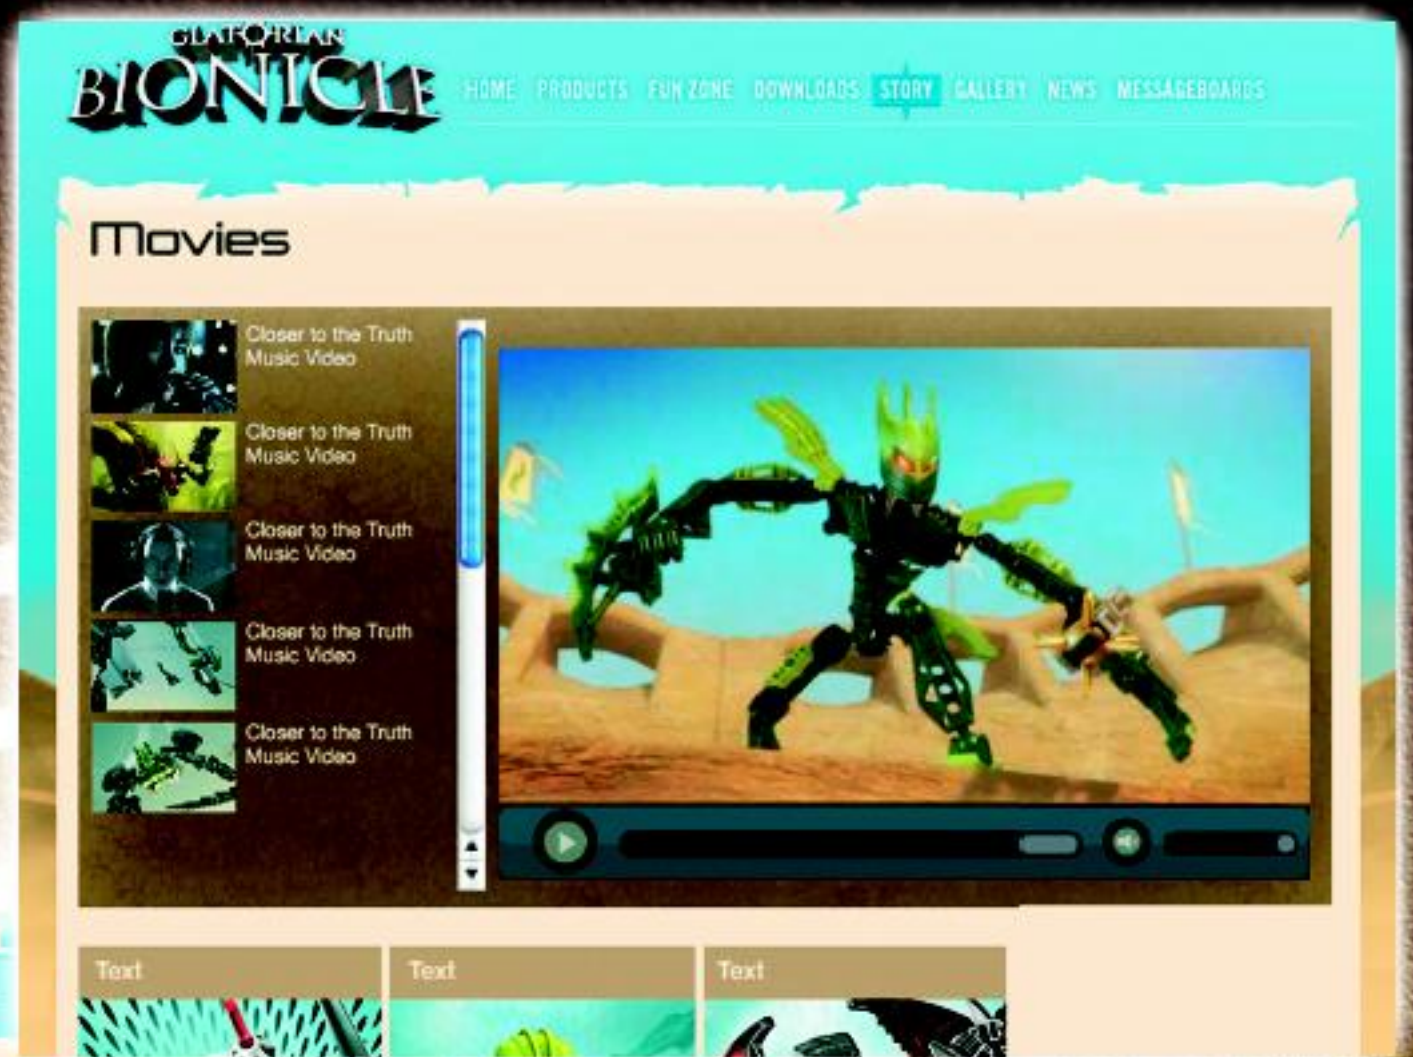 GLATORIAN
BIONICLE
HOME PRODUCTS FUN ZONE DOWNLOADS STORY GALLERY NEWS MESSAGEBOARDS
Movies
Closer to the Truth
Music Video
Closer to the Truth
Music Video
Closer to the Truth
Music Video
Closer to the Truth
Music Video
Closer to the Truth
Music Video
Text
Text
Text